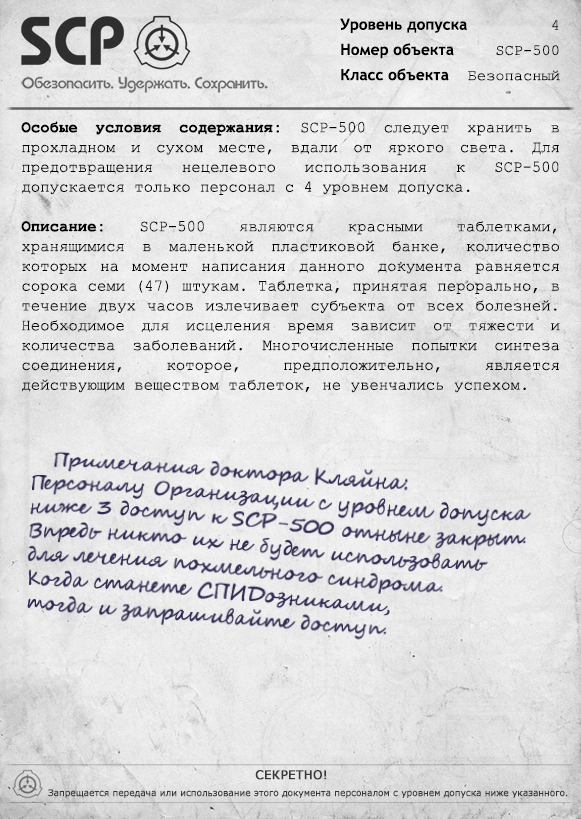 SCP
Обезопасить. Удержать. Сохранить.
Уровень допуска 4
Номер объекта SCP-500
Класс объекта Безопасный
Особые условия содержания: SCP-500 следует хранить в
прохладном и сухом месте, вдали от яркого света. Для
предотвращения нецелевого использования к SCP-500
допускается только персонал с 4 уровнем допуска.
Описание: SCP-500 являются красными таблетками,
хранящимися в маленькой пластиковой банке, количество
которых на момент написания данного документа равняется
сорока семи (47) штукам. Таблетка, принятая перорально, в
течение двух часов излечивает субъекта от всех болезней.
Необходимое для исцеления время зависит от тяжести и
количества заболеваний. Многочисленные попытки синтеза
соединения, которое, предположительно, является
действующим веществом таблеток, не увенчались успехом.
Примечания доктора Кляйна:
Персоналу Организации с уровнем допуска
ниже 3 доступ к SCP-500 отныне закрыт.
Впредь никто их не будет использовать
для лечения похмельного синдрома.
Когда станете СПИДозниками,
тогда и запрашивайте доступ.
СЕКРЕТНО!
Запрещается передача или использование этого документа персоналом с уровнем допуска ниже указанного.